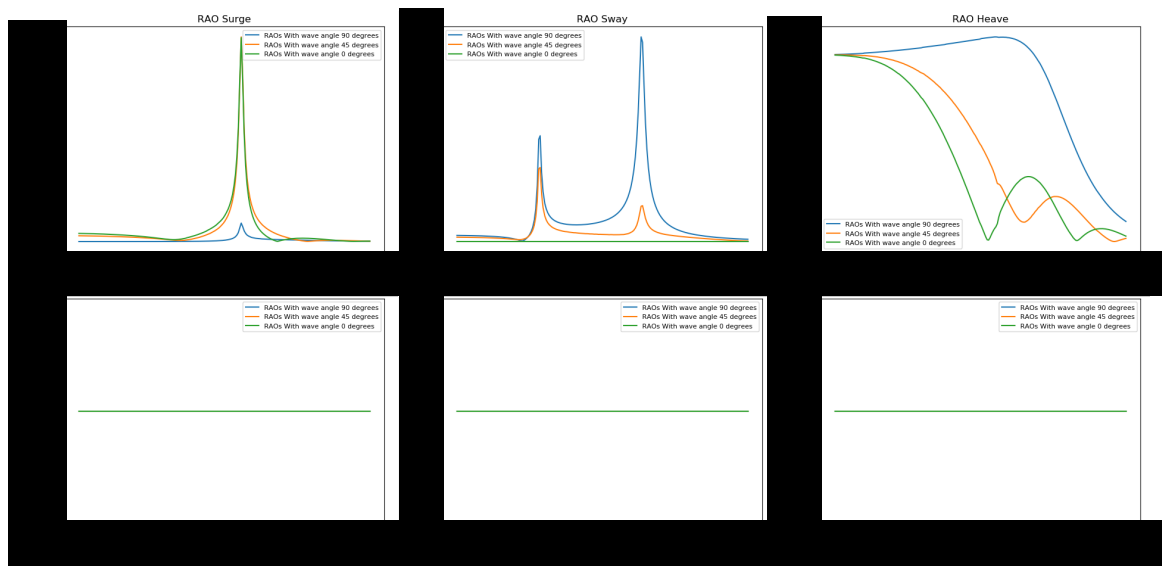 RAO Surge
RAOs With wave angle 90 degrees
RAOs With wave angle 45 degrees
RAOs With wave angle 0 degrees
RAO Sway
RAOs With wave angle 90 degrees
RAOs With wave angle 45 degrees
RAOs With wave angle 0 degrees
RAO Heave
RAOs With wave angle 90 degrees
RAOs With wave angle 45 degrees
RAOs With wave angle 0 degrees
RAOs With wave angle 90 degrees
RAOs With wave angle 45 degrees
RAOs With wave angle 0 degrees
RAOs With wave angle 90 degrees
RAOs With wave angle 45 degrees
RAOs With wave angle 0 degrees
RAOs With wave angle 90 degrees
RAOs With wave angle 45 degrees
RAOs With wave angle 0 degrees